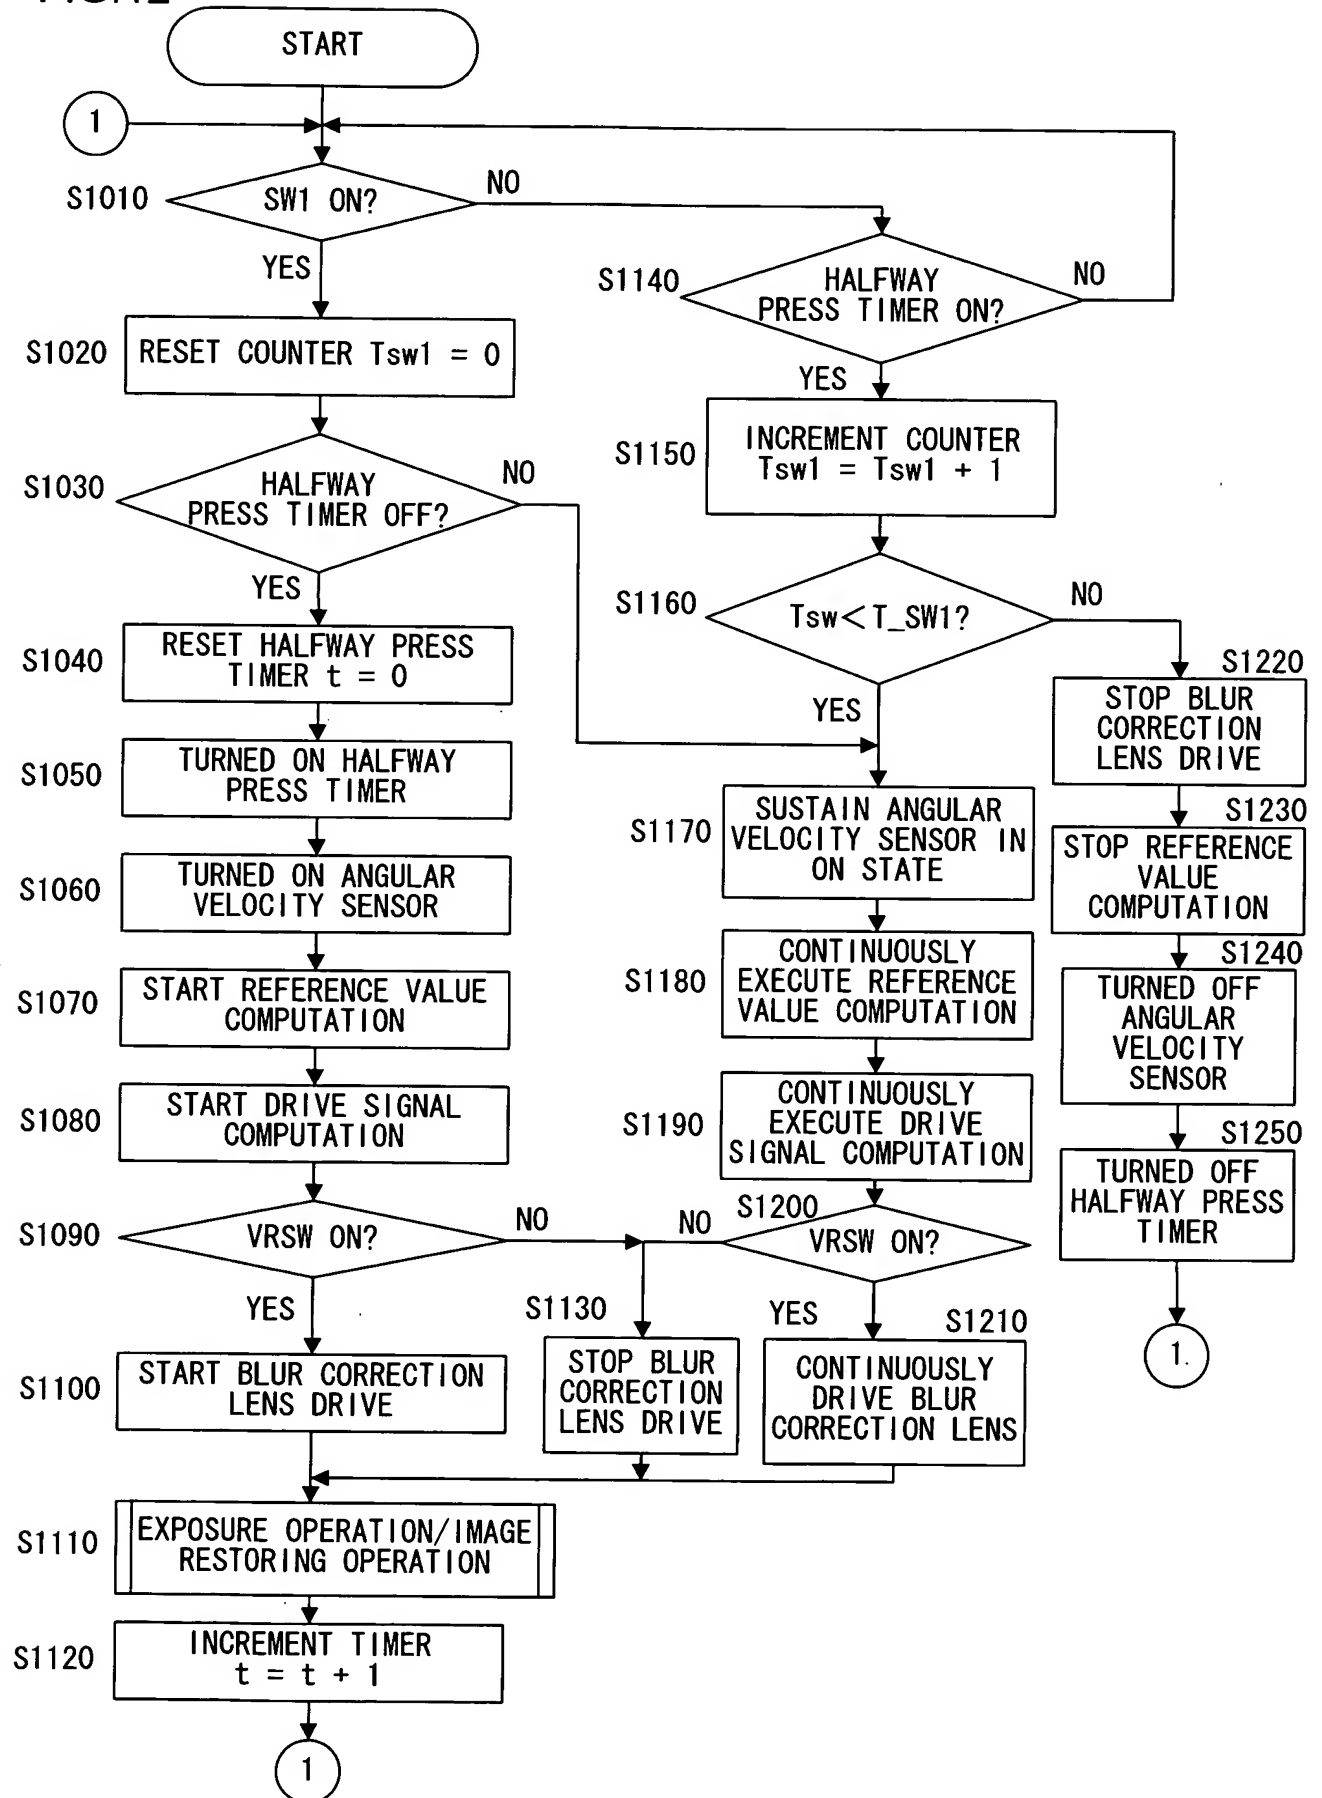 START
1
S1010
SW1 ON?
NO
YES
S1140
HALFWAY
PRESS TIMER ON?
NO
YES
S1020
RESET COUNTER Tsw1 = 0
S1150
INCREMENT COUNTER
Tsw1 = Tsw1 + 1
S1030
HALFWAY
PRESS TIMER OFF?
NO
YES
S1160
Tsw<T_SW1?
NO
YES
S1040
RESET HALFWAY PRESS
TIMER t = 0
S1050
TURNED ON HALFWAY
PRESS TIMER
S1060
TURNED ON ANGULAR
VELOCITY SENSOR
S1070
START REFERENCE VALUE
COMPUTATION
S1080
START DRIVE SIGNAL
COMPUTATION
S1090
VRSW ON?
NO
YES
S1100
START BLUR CORRECTION
LENS DRIVE
S1110
EXPOSURE OPERATION/IMAGE
RESTORING OPERATION
S1120
INCREMENT TIMER
t = t + 1
1
S1170
SUSTAIN ANGULAR
VELOCITY SENSOR IN
ON STATE
S1180
CONTINUOUSLY
EXECUTE REFERENCE
VALUE COMPUTATION
S1190
CONTINUOUSLY
EXECUTE DRIVE
SIGNAL COMPUTATION
S1200
VRSW ON?
NO
YES
S1130
STOP BLUR
CORRECTION
LENS DRIVE
S1210
CONTINUOUSLY
DRIVE BLUR
CORRECTION LENS
S1220
STOP BLUR
CORRECTION
LENS DRIVE
S1230
STOP REFERENCE
VALUE
COMPUTATION
S1240
TURNED OFF
ANGULAR
VELOCITY
SENSOR
S1250
TURNED OFF
HALFWAY PRESS
TIMER
1